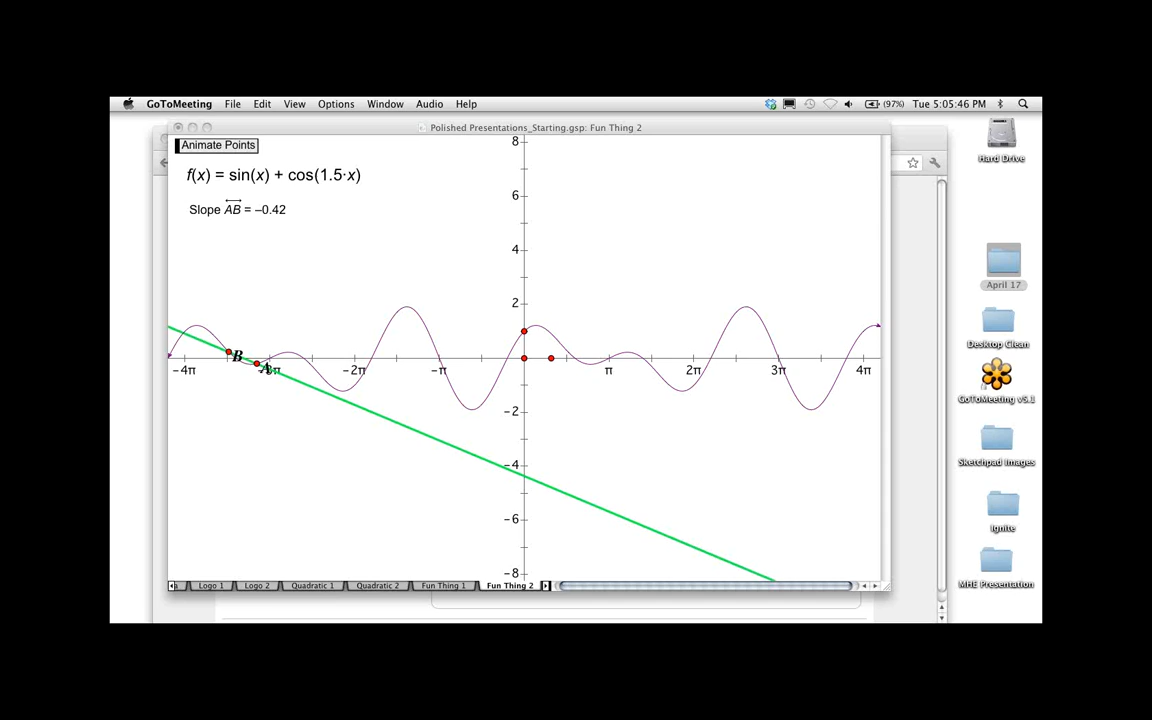 GoToMeeting File Edit View Options Window Audio Help (97%) Tue 5:05:46 PM
Polished Presentations_Starting.gsp: Fun Thing 2
Animate Points
f(x) = sin(x) + cos(1.5·x)
Slope AB = –0.42
8
6
4
2
B
A
−4π −3π −2π −π π 2π 3π 4π
−4
−6
−8
Logo 1 Logo 2 Quadratic 1 Quadratic 2 Fun Thing 1 Fun Thing 2
Hard Drive
April 17
Desktop Clean
GoToMeeting v5.1
Sketchpad Images
Ignite
MHE Presentation
−2